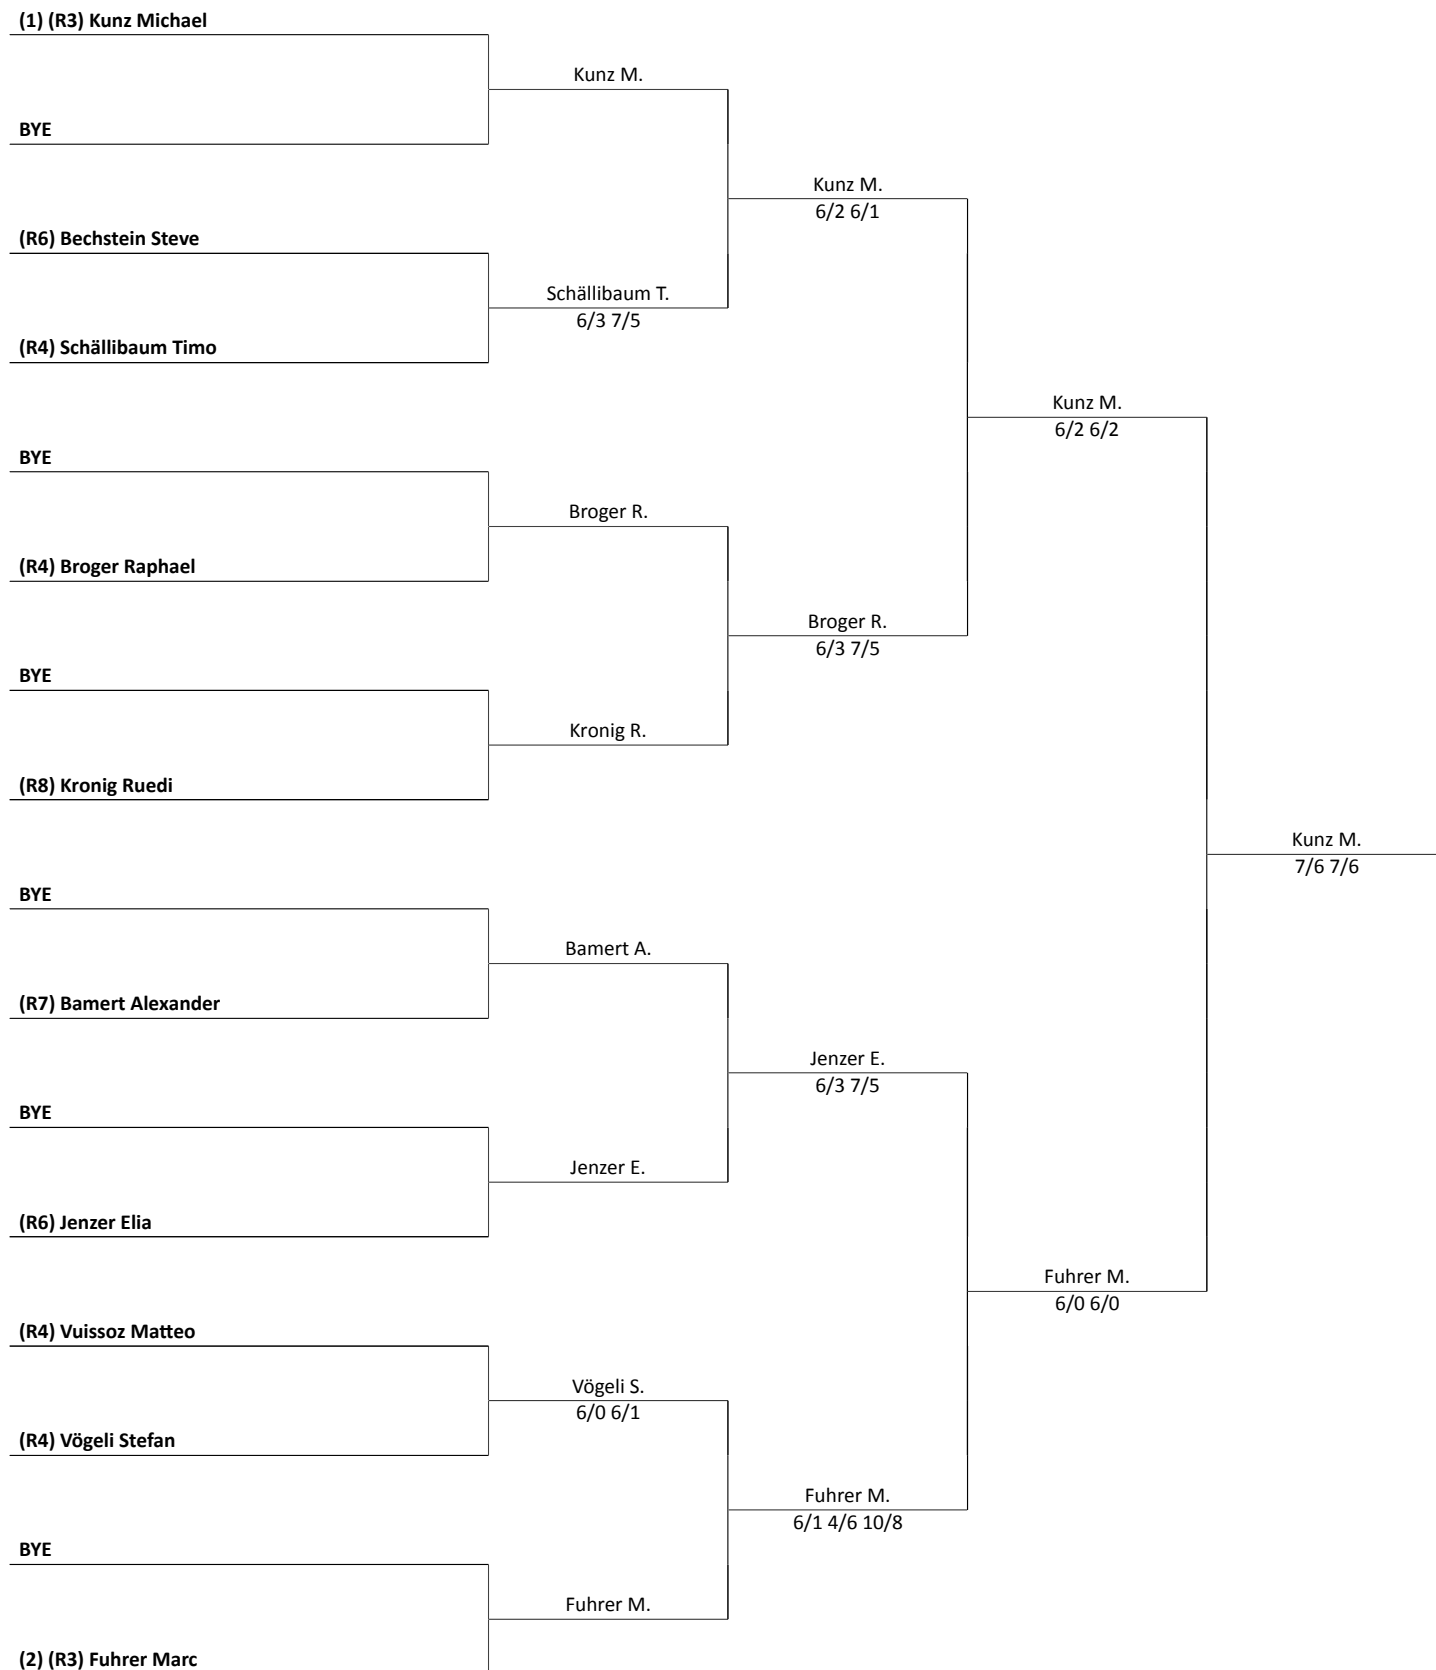 (1) (R3) Kunz Michael
Kunz M.
BYE
Kunz M.
6/2 6/1
(R6) Bechstein Steve
Schällibaum T.
6/3 7/5
(R4) Schällibaum Timo
Kunz M.
6/2 6/2
BYE
Broger R.
(R4) Broger Raphael
Broger R.
6/3 7/5
BYE
Kronig R.
(R8) Kronig Ruedi
Kunz M.
7/6 7/6
BYE
Bamert A.
(R7) Bamert Alexander
Jenzer E.
6/3 7/5
BYE
Jenzer E.
(R6) Jenzer Elia
Fuhrer M.
6/0 6/0
(R4) Vuissoz Matteo
Vögeli S.
6/0 6/1
(R4) Vögeli Stefan
Fuhrer M.
6/1 4/6 10/8
BYE
Fuhrer M.
(2) (R3) Fuhrer Marc